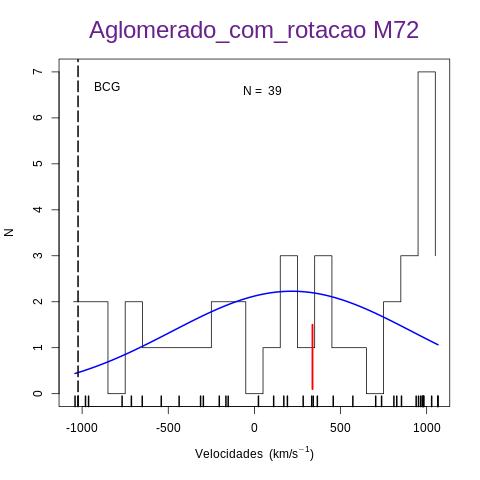 Aglomerado_com_rotacao M72
BCG
N = 39
7
6
5
4
3
2
1
0
N
-1000 -500 0 500 1000
Velocidades (km/s⁻¹)